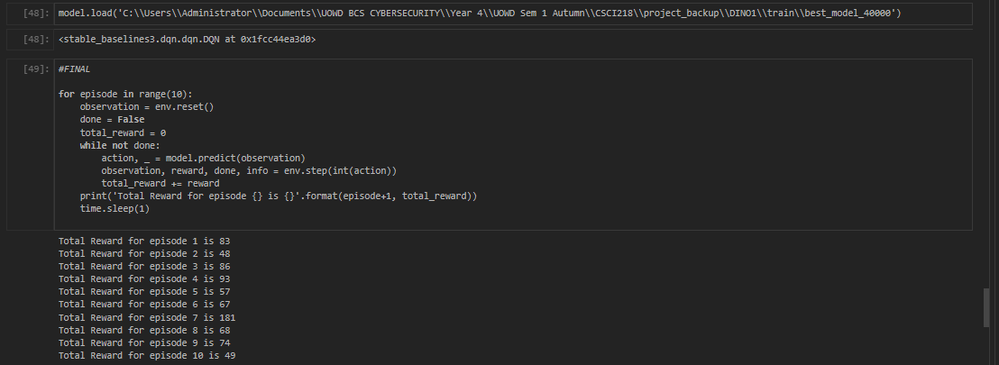 [48]: model.load('C:\\Users\\Administrator\\Documents\\UOWD BCS CYBERSECURITY\\Year 4\\UOWD Sem 1 Autumn\\CSCI218\\project_backup\\DINO1\\train\\best_model_40000')
[48]: <stable_baselines3.dqn.dqn.DQN at 0x1fcc44ea3d0>
[49]: #FINAL
for episode in range(10):
    observation = env.reset()
    done = False
    total_reward = 0
    while not done:
        action, _ = model.predict(observation)
        observation, reward, done, info = env.step(int(action))
        total_reward += reward
    print('Total Reward for episode {} is {}'.format(episode+1, total_reward))
    time.sleep(1)
Total Reward for episode 1 is 83
Total Reward for episode 2 is 48
Total Reward for episode 3 is 86
Total Reward for episode 4 is 93
Total Reward for episode 5 is 57
Total Reward for episode 6 is 67
Total Reward for episode 7 is 181
Total Reward for episode 8 is 68
Total Reward for episode 9 is 74
Total Reward for episode 10 is 49